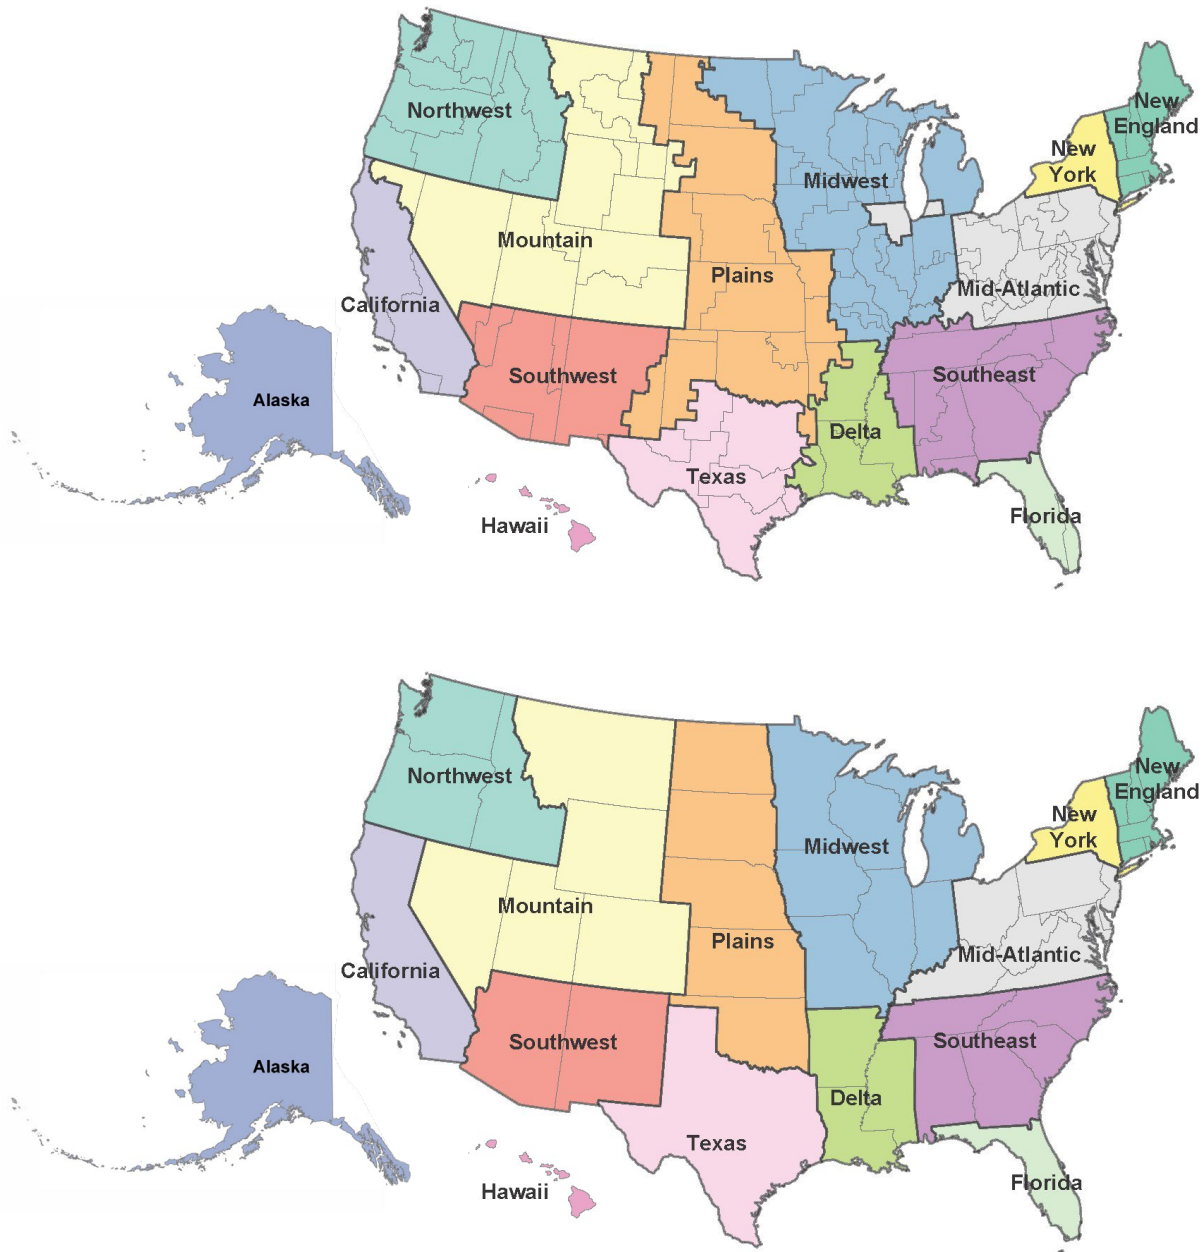 New
England
Northwest
New
York
Midwest
Mountain
Plains
Mid-Atlantic
California
Southwest
Southeast
Alaska
Delta
Texas
Florida
Hawaii
New
England
Northwest
New
York
Midwest
Mountain
Plains
Mid-Atlantic
California
Southwest
Southeast
Alaska
Delta
Texas
Florida
Hawaii